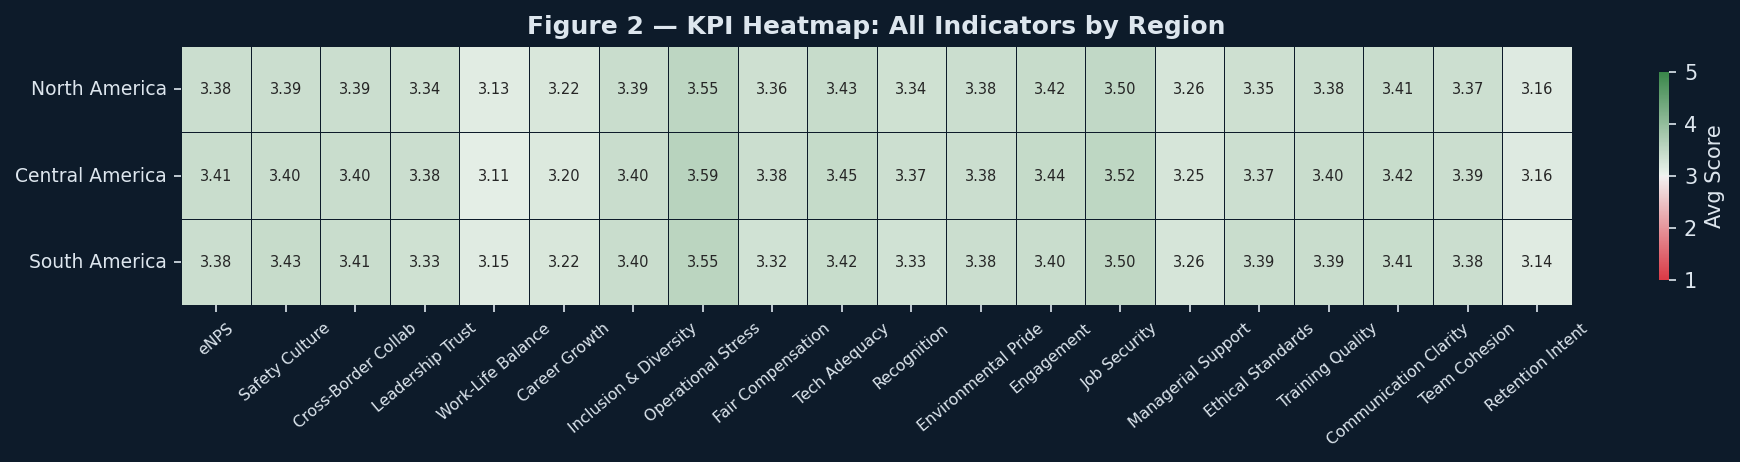 Figure 2 — KPI Heatmap: All Indicators by Region
North America 3.38 3.39 3.39 3.34 3.13 3.22 3.39 3.55 3.36 3.43 3.34 3.38 3.42 3.50 3.26 3.35 3.38 3.41 3.37 3.16
Central America 3.41 3.40 3.40 3.38 3.11 3.20 3.40 3.59 3.38 3.45 3.37 3.38 3.44 3.52 3.25 3.37 3.40 3.42 3.39 3.16
South America 3.38 3.43 3.41 3.33 3.15 3.22 3.40 3.55 3.32 3.42 3.33 3.38 3.40 3.50 3.26 3.39 3.39 3.41 3.38 3.14
eNPS
Safety Culture
Cross-Border Collab
Leadership Trust
Work-Life Balance
Career Growth
Inclusion & Diversity
Operational Stress
Fair Compensation
Tech Adequacy
Recognition
Environmental Pride
Engagement
Job Security
Managerial Support
Ethical Standards
Training Quality
Communication Clarity
Team Cohesion
Retention Intent
5
4
3
2
1
Avg Score